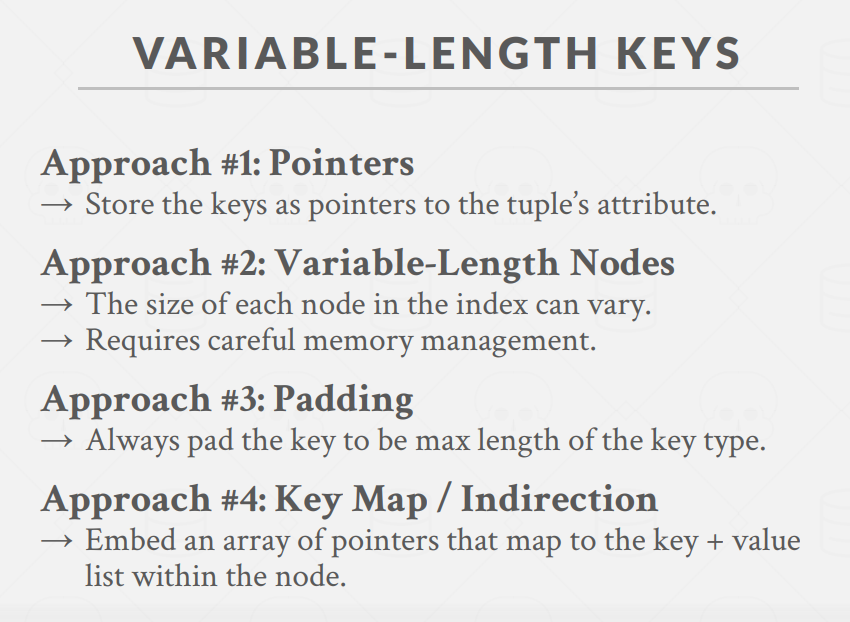 VARIABLE-LENGTH KEYS
Approach #1: Pointers
→ Store the keys as pointers to the tuple’s attribute.
Approach #2: Variable-Length Nodes
→ The size of each node in the index can vary.
→ Requires careful memory management.
Approach #3: Padding
→ Always pad the key to be max length of the key type.
Approach #4: Key Map / Indirection
→ Embed an array of pointers that map to the key + value
list within the node.